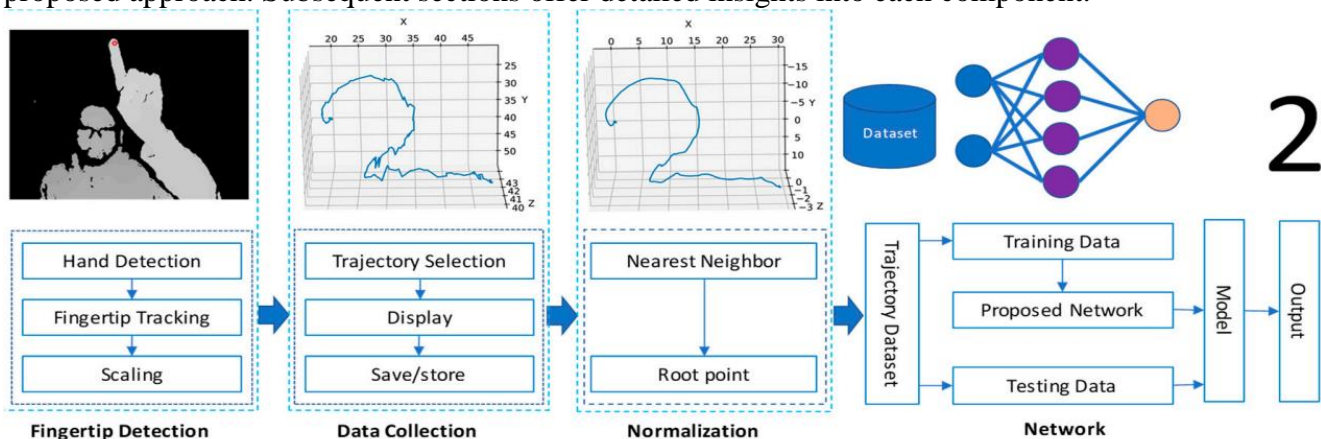 proposed approach. Subsequent sections offer detailed insights into each component.
X
20 25 30 35 40 45
25
30
35
Y
40
45
50
43
42
41
40
Z
X
0 5 10 15 20 25 30
-15
-10
-5
Y
0
5
10
0
-1
-2
-3
Z
Dataset
2
Hand Detection
Fingertip Tracking
Scaling
Fingertip Detection
Trajectory Selection
Display
Save/store
Data Collection
Nearest Neighbor
Root point
Normalization
Trajectory Dataset
Training Data
Proposed Network
Testing Data
Model
Output
Network